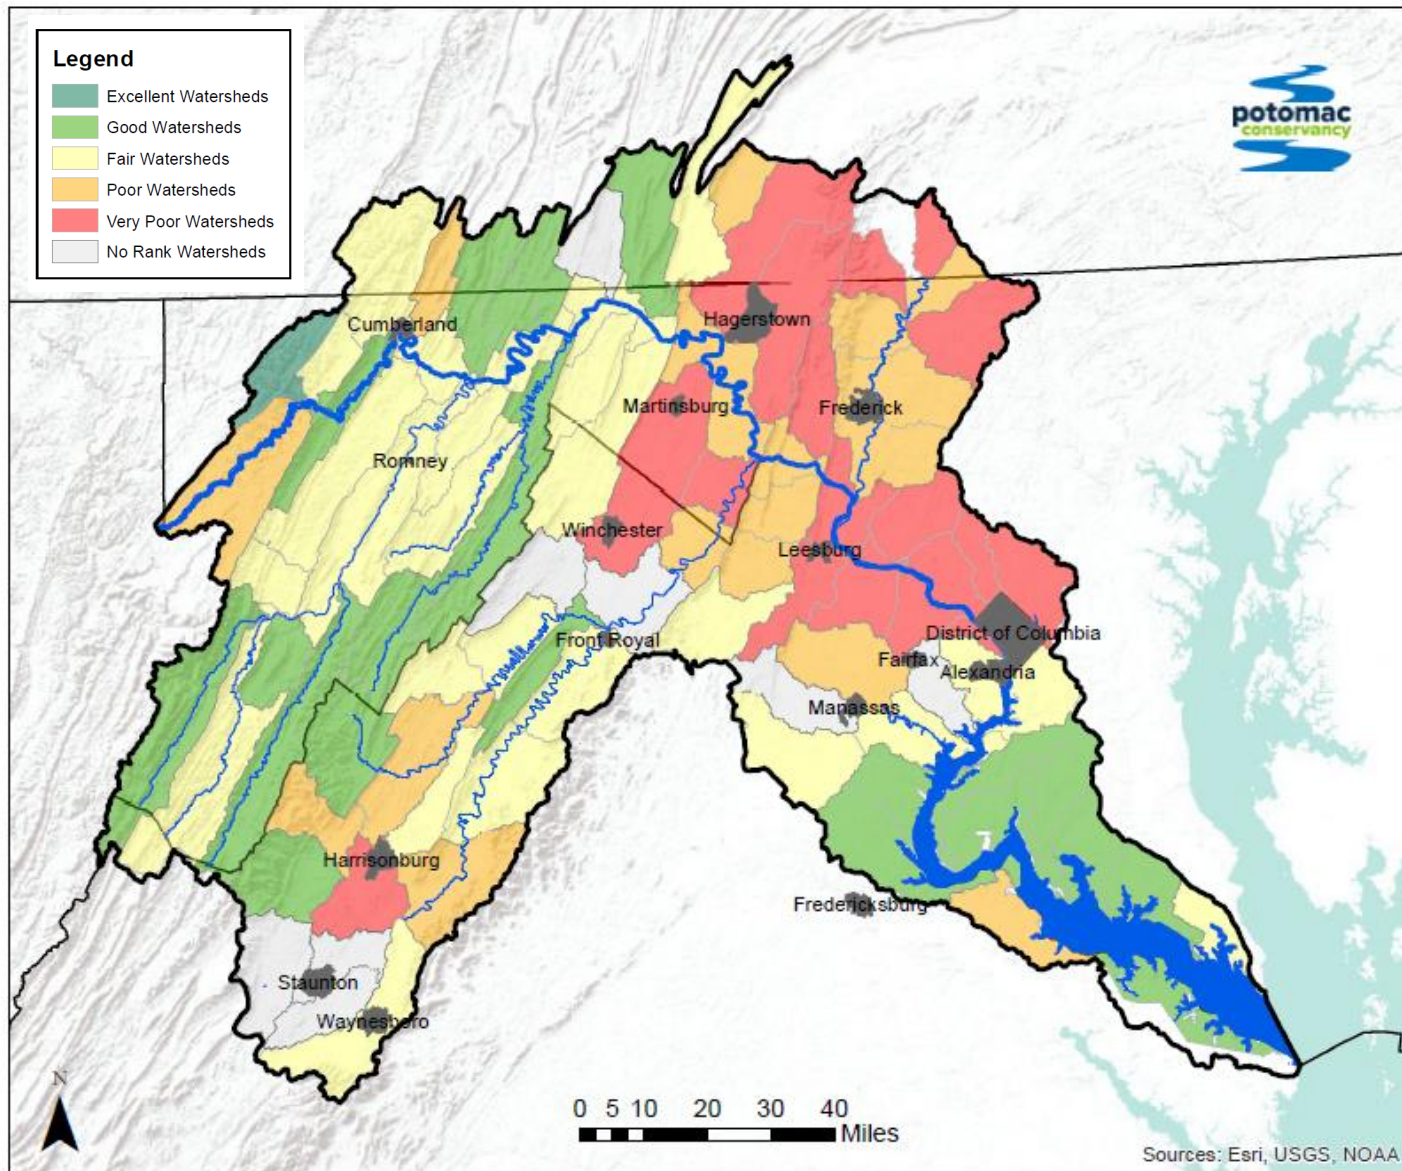 Legend
Excellent Watersheds
Good Watersheds
Fair Watersheds
Poor Watersheds
Very Poor Watersheds
No Rank Watersheds
potomac
conservancy
Cumberland
Hagerstown
Martinsburg
Frederick
Romney
Winchester
Leesburg
District of Columbia
Front Royal
Fairfax
Alexandria
Manassas
Harrisonburg
Fredericksburg
Staunton
Waynesboro
N
0 5 10 20 30 40
Miles
Sources: Esri, USGS, NOAA